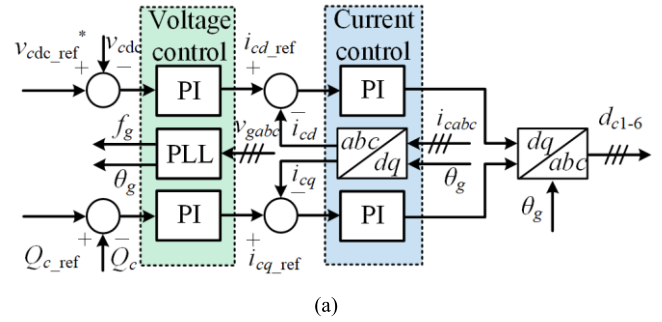 Voltage control
Current control
v_cdc_ref*
v_cdc
+
−
PI
i_cd_ref
+
−
PI
f_g
θ_g
PLL
v_gabc
i_cd
i_cq
abc
dq
i_cabc
θ_g
dq
abc
d_c1-6
θ_g
Q_c_ref
+
−
Q_c
PI
−
+
i_cq_ref
PI
(a)